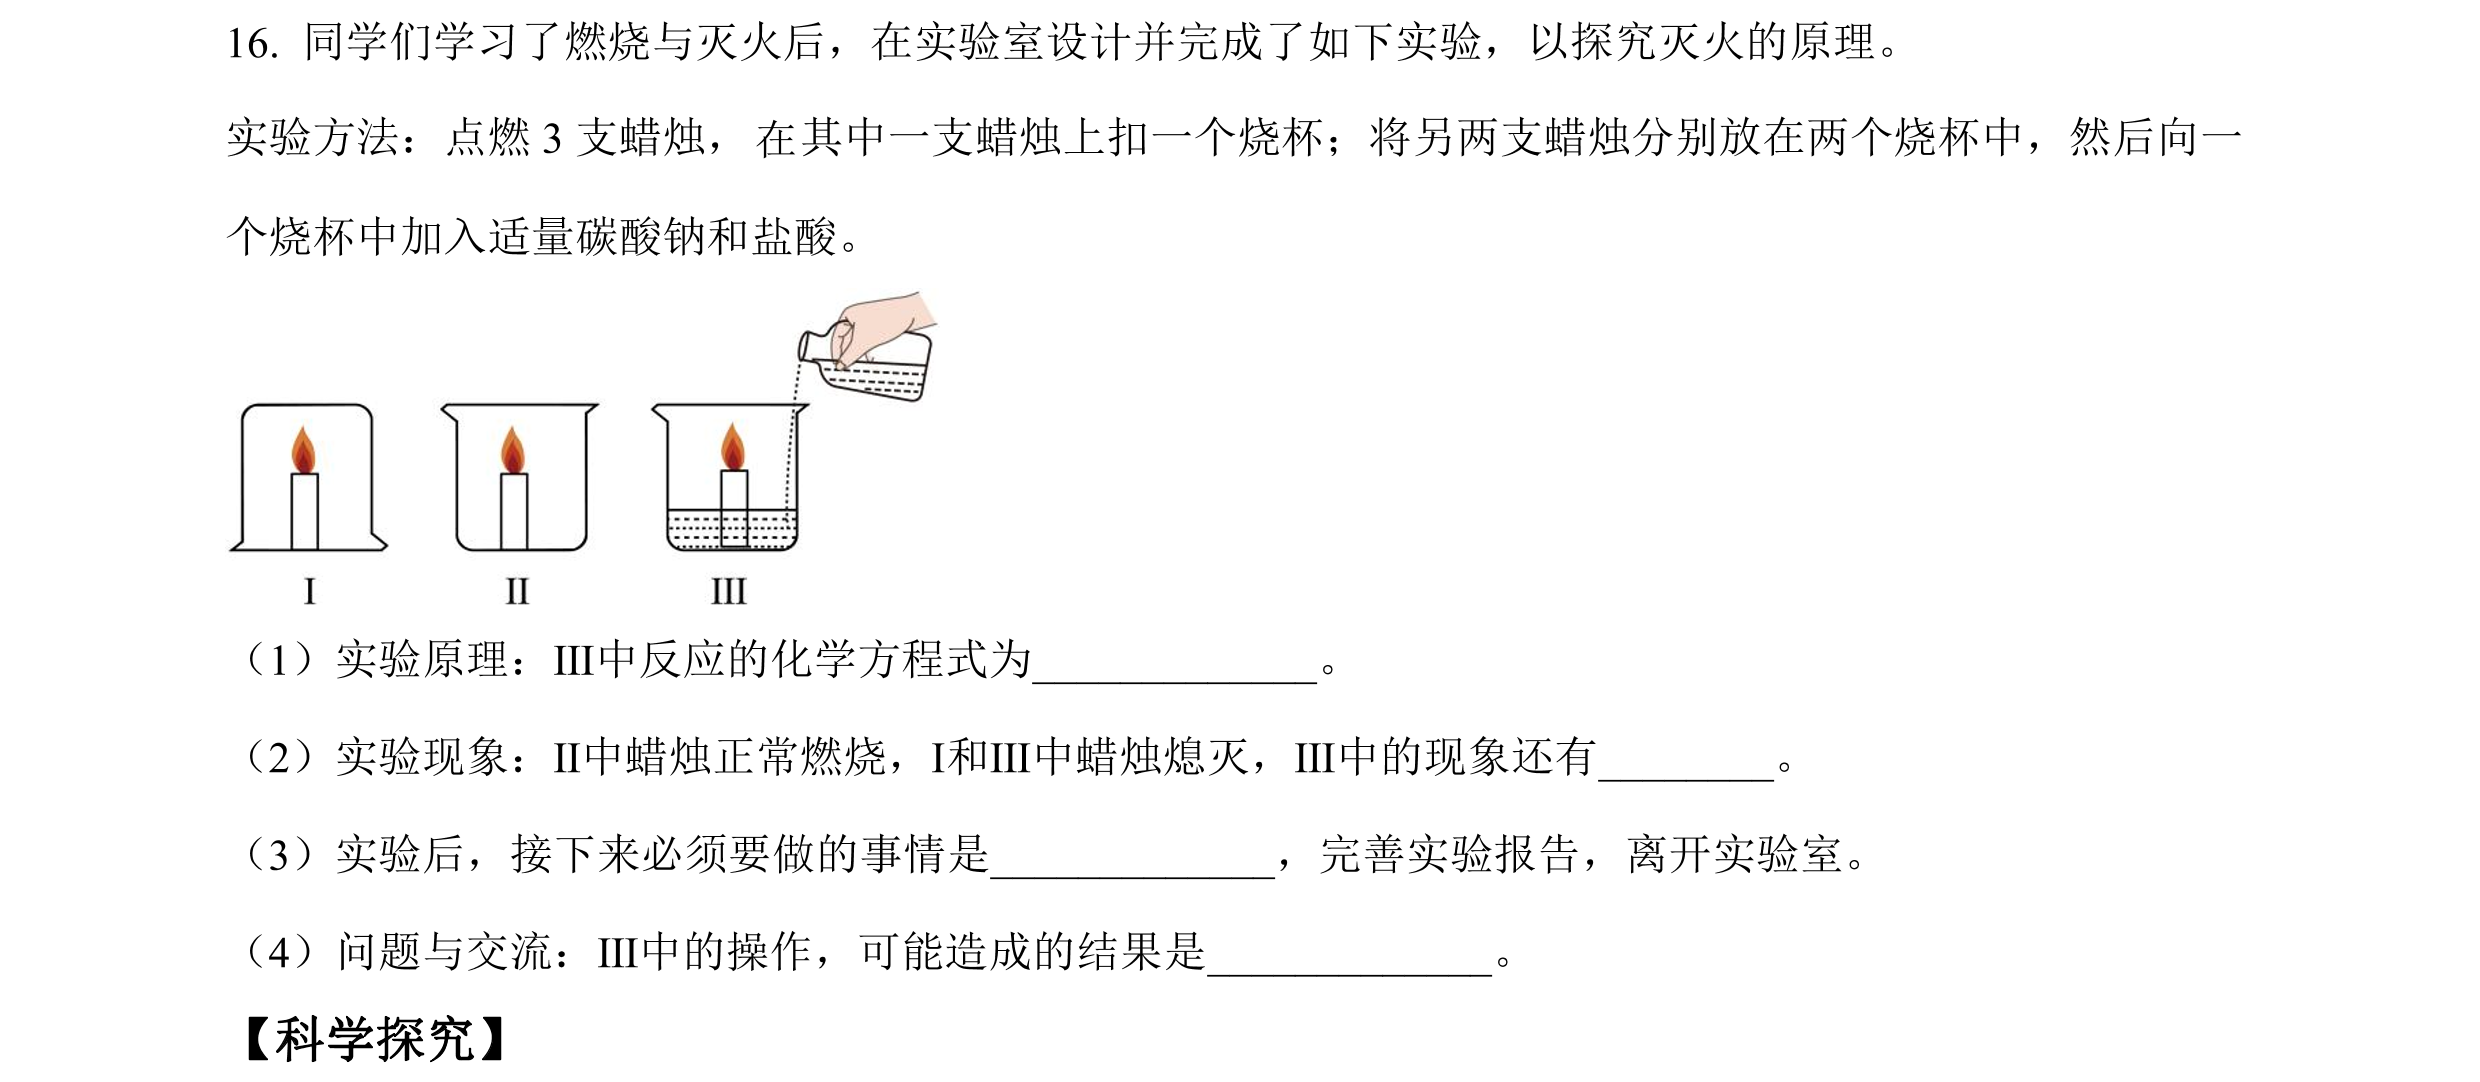 16. 同学们学习了燃烧与灭火后，在实验室设计并完成了如下实验，以探究灭火的原理。
实验方法：点燃 3 支蜡烛，在其中一支蜡烛上扣一个烧杯；将另两支蜡烛分别放在两个烧杯中，然后向一
个烧杯中加入适量碳酸钠和盐酸。
I II III
（1）实验原理：III中反应的化学方程式为_____________。
（2）实验现象：II中蜡烛正常燃烧，I和III中蜡烛熄灭，III中的现象还有________。
（3）实验后，接下来必须要做的事情是_____________，完善实验报告，离开实验室。
（4）问题与交流：III中的操作，可能造成的结果是_____________。
【科学探究】